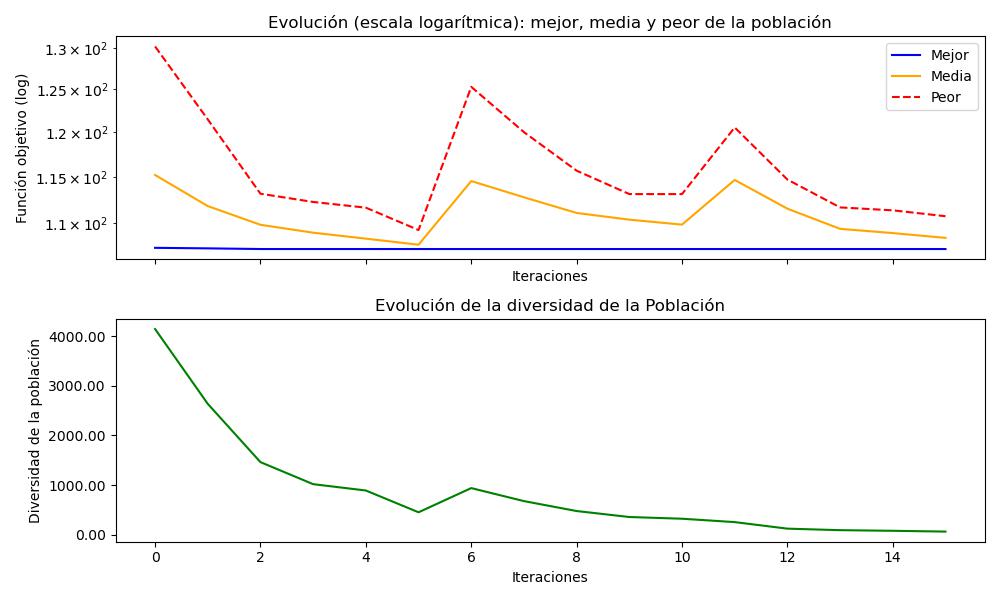 Evolución (escala logarítmica): mejor, media y peor de la población
1.3 × 10²
1.25 × 10²
1.2 × 10²
1.15 × 10²
1.1 × 10²
Función objetivo (log)
Mejor
Media
Peor
Iteraciones
Evolución de la diversidad de la Población
4000.00
3000.00
2000.00
1000.00
0.00
Diversidad de la población
0 2 4 6 8 10 12 14
Iteraciones